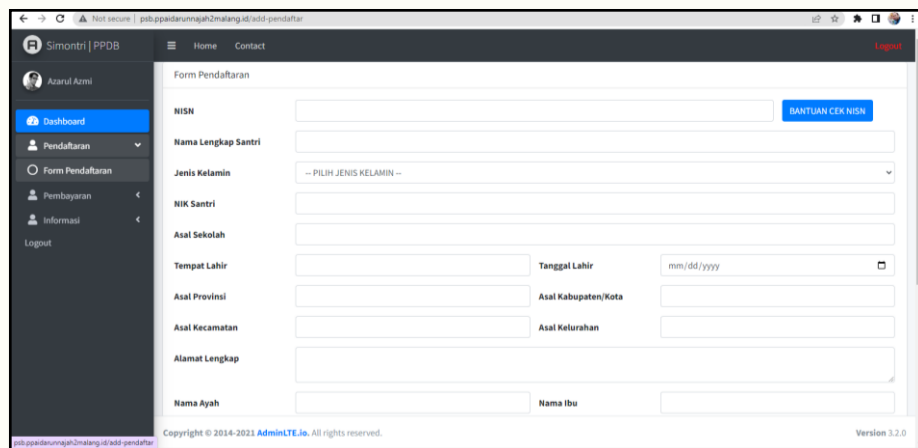 Not secure | psb.ppaidarunnajah2malang.id/add-pendaftar
Simontri | PPDB
Home Contact
Logout
Azarul Azmi
Dashboard
Pendaftaran
Form Pendaftaran
Pembayaran
Informasi
Logout
Form Pendaftaran
NISN
BANTUAN CEK NISN
Nama Lengkap Santri
Jenis Kelamin
-- PILIH JENIS KELAMIN --
NIK Santri
Asal Sekolah
Tempat Lahir
Tanggal Lahir
mm/dd/yyyy
Asal Provinsi
Asal Kabupaten/Kota
Asal Kecamatan
Asal Kelurahan
Alamat Lengkap
Nama Ayah
Nama Ibu
Copyright © 2014-2021 AdminLTE.io. All rights reserved.
Version 3.2.0
psb.ppaidarunnajah2malang.id/add-pendaftar